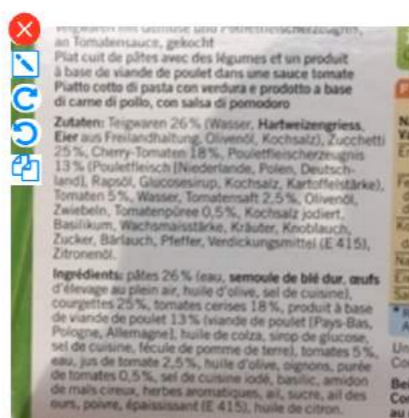 Teigwaren mit Gemüse und Pouletfleischerzeugnis,
an Tomatensauce, gekocht
Plat cuit de pâtes avec des légumes et un produit
à base de viande de poulet dans une sauce tomate
Piatto cotto di pasta con verdura e prodotto a base
di carne di pollo, con salsa di pomodoro
Zutaten: Teigwaren 26% (Wasser, Hartweizengriess,
Eier aus Freilandhaltung, Olivenöl, Kochsalz), Zucchetti
25%, Cherry-Tomaten 18%, Pouletfleischerzeugnis
13% (Pouletfleisch [Niederlande, Polen, Deutsch-
land], Rapsöl, Glucosesirup, Kochsalz, Kartoffelstärke),
Tomaten 5%, Wasser, Tomatensaft 2,5%, Olivenöl,
Zwiebeln, Tomatenpüree 0,5%, Kochsalz jodiert,
Basilikum, Wachsmaisstärke, Kräuter, Knoblauch,
Zucker, Bärlauch, Pfeffer, Verdickungsmittel (E 415),
Zitronenöl.
Ingrédients: pâtes 26% (eau, semoule de blé dur, œufs
d'élevage au plein air, huile d'olive, sel de cuisine),
courgettes 25%, tomates cerises 18%, produit à base
de viande de poulet 13% (viande de poulet [Pays-Bas,
Pologne, Allemagne], huile de colza, sirop de glucose,
sel de cuisine, fécule de pomme de terre), tomates 5%,
eau, jus de tomate 2,5%, huile d'olive, oignons, purée
de tomates 0,5%, sel de cuisine iodé, basilic, amidon
de maïs cireux, herbes aromatiques, ail, sucre, ail des
ours, poivre, épaississant (E 415), huile de citron.